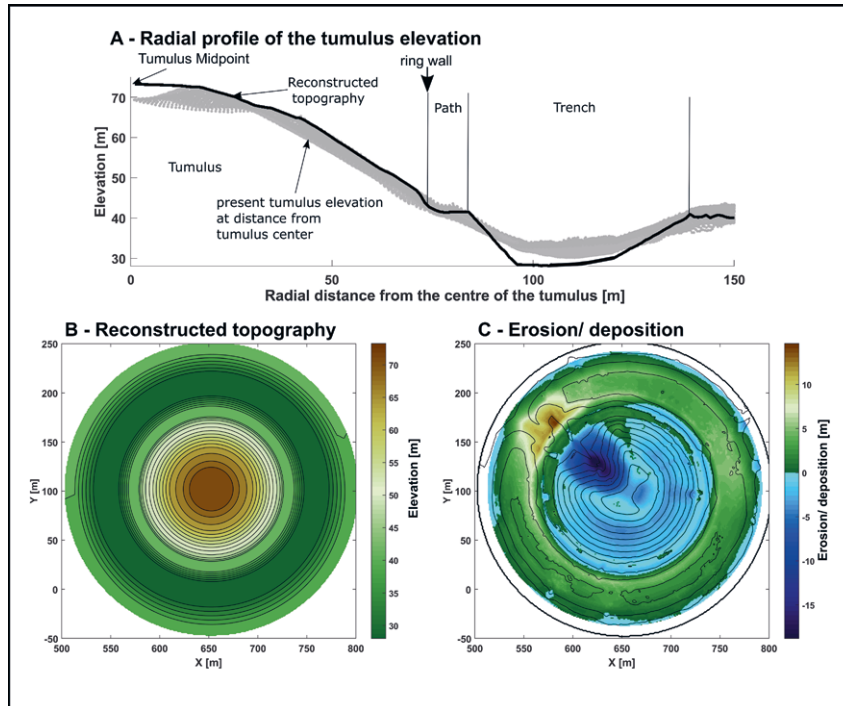 A - Radial profile of the tumulus elevation
Tumulus Midpoint
ring wall
Reconstructed
topography
Path
Trench
70
60
50
40
30
Elevation [m]
Tumulus
present tumulus elevation
at distance from
tumulus center
0
50
100
150
Radial distance from the centre of the tumulus [m]
B - Reconstructed topography
250
200
150
100
50
0
-50
Y [m]
500
550
600
650
700
750
800
X [m]
70
65
60
55
50
45
40
35
30
Elevation [m]
C - Erosion/ deposition
250
200
150
100
50
0
-50
Y [m]
500
550
600
650
700
750
800
X [m]
10
5
0
-5
-10
-15
Erosion/ deposition [m]